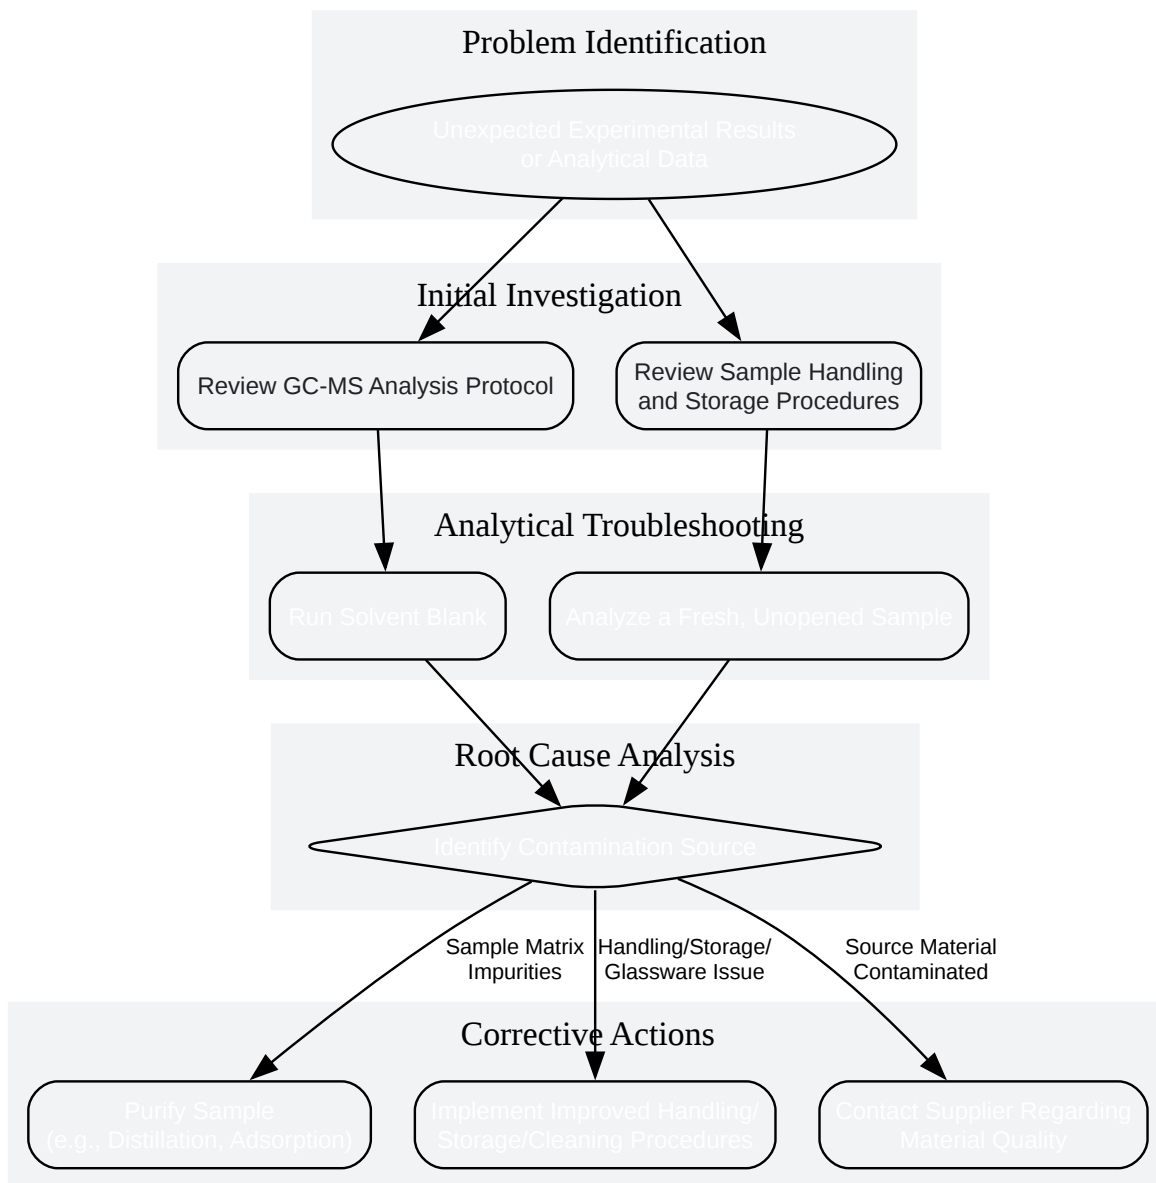 Problem Identification
Unexpected Experimental Results
or Analytical Data
Initial Investigation
Review GC-MS Analysis Protocol
Review Sample Handling
and Storage Procedures
Analytical Troubleshooting
Run Solvent Blank
Analyze a Fresh, Unopened Sample
Root Cause Analysis
Identify Contamination Source
Sample Matrix
Impurities
Handling/Storage/
Glassware Issue
Source Material
Contaminated
Corrective Actions
Purify Sample
(e.g., Distillation, Adsorption)
Implement Improved Handling/
Storage/Cleaning Procedures
Contact Supplier Regarding
Material Quality